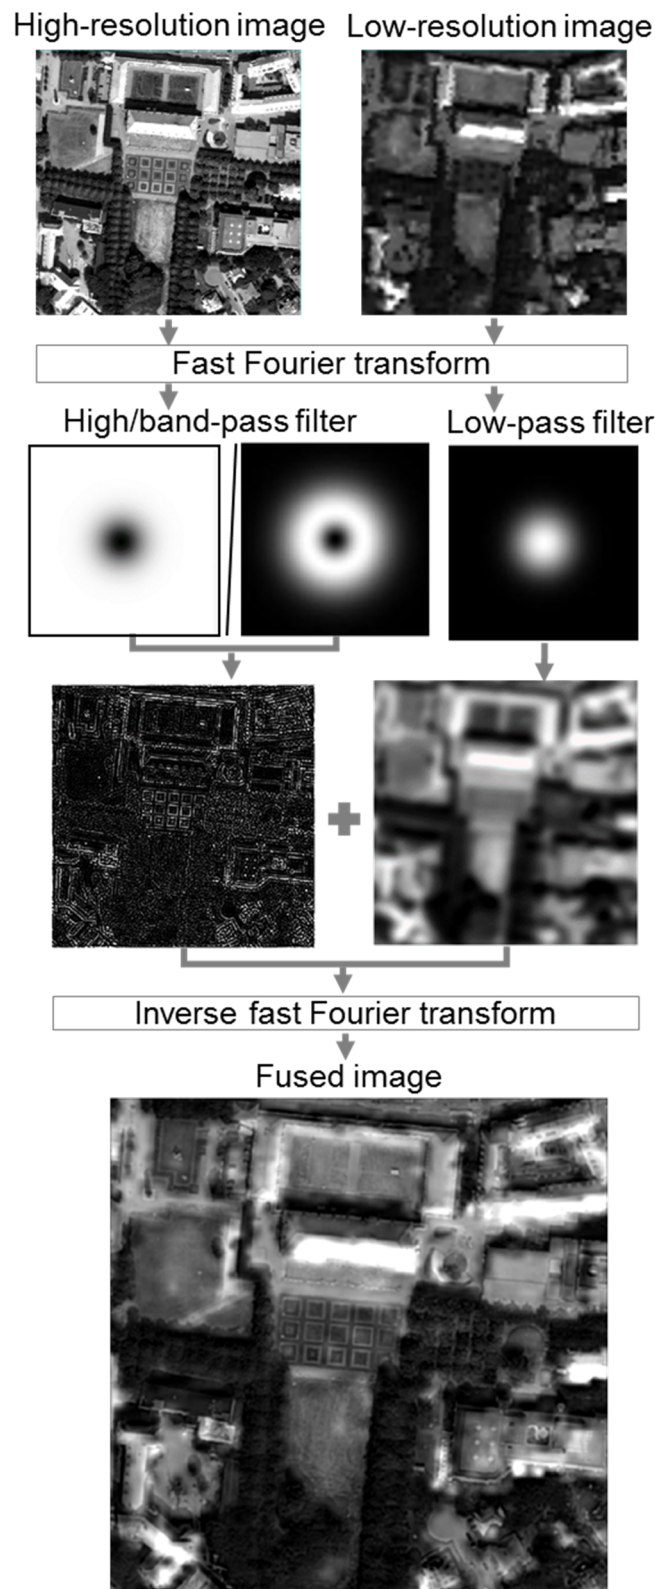 High-resolution image
Low-resolution image
Fast Fourier transform
High/band-pass filter
Low-pass filter
Inverse fast Fourier transform
Fused image